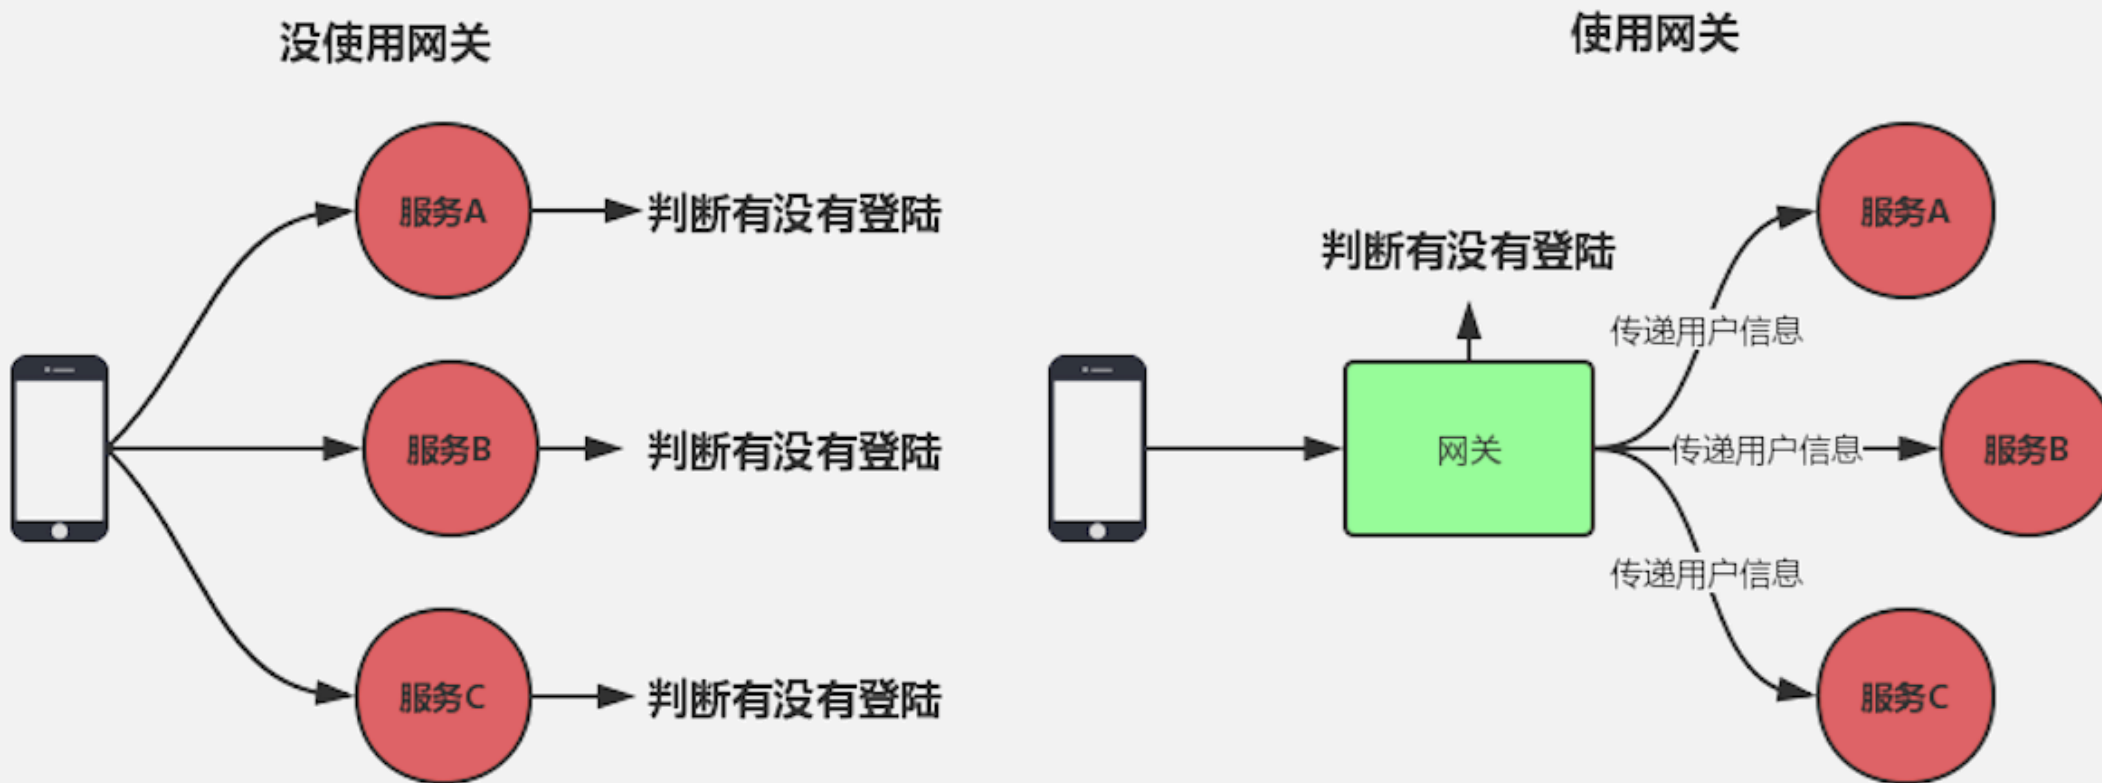 没使用网关
服务A
判断有没有登陆
服务B
判断有没有登陆
服务C
判断有没有登陆
使用网关
判断有没有登陆
网关
传递用户信息
服务A
传递用户信息
服务B
传递用户信息
服务C